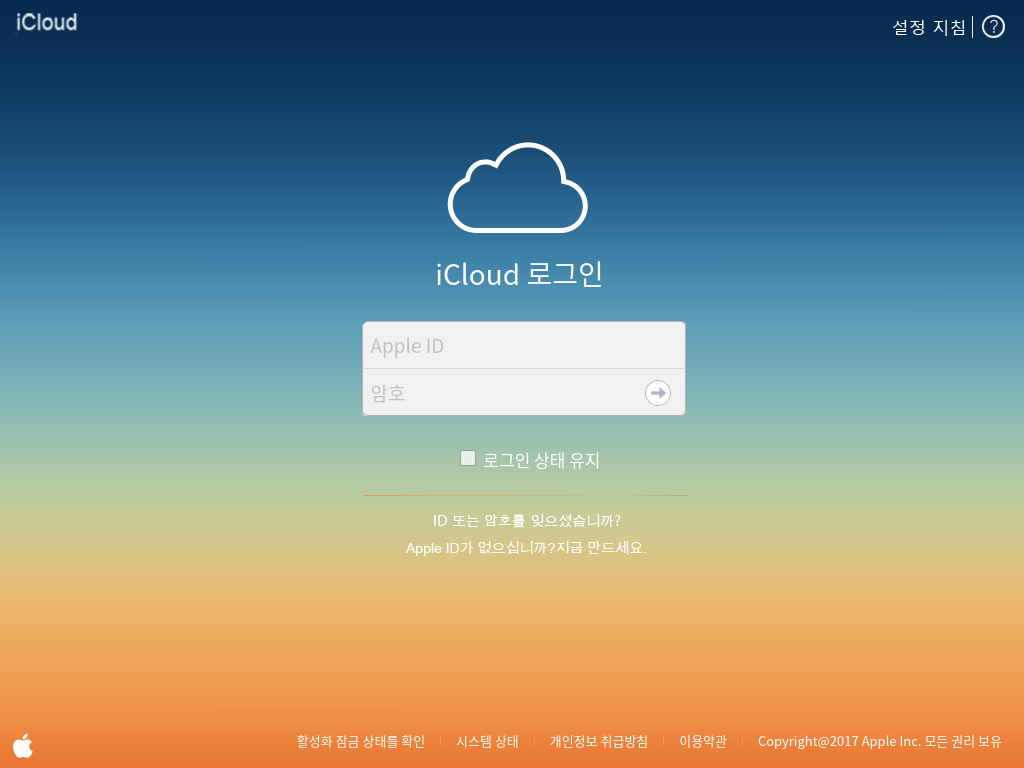 iCloud
설정 지침
?
iCloud 로그인
Apple ID
암호
로그인 상태 유지
ID 또는 암호를 잊으셨습니까?
Apple ID가 없으십니까?지금 만드세요.
활성화 잠금 상태를 확인 시스템 상태 개인정보 취급방침 이용약관 Copyright@2017 Apple Inc. 모든 권리 보유